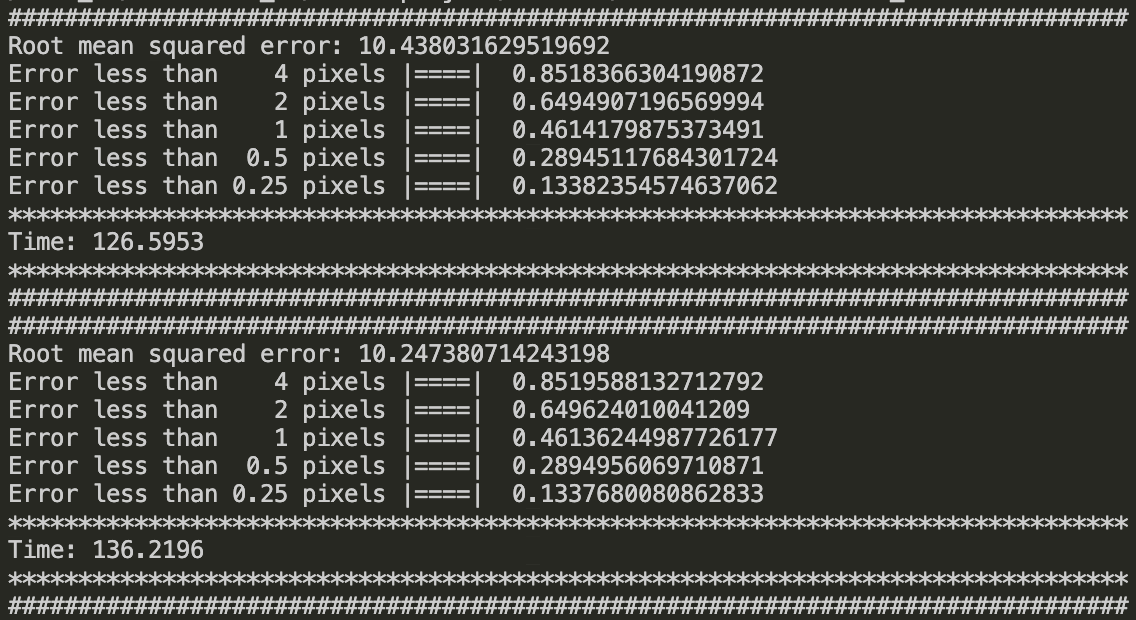 ################################################################################
Root mean squared error: 10.438031629519692
Error less than    4 pixels |====|  0.8518366304190872
Error less than    2 pixels |====|  0.6494907196569994
Error less than    1 pixels |====|  0.4614179875373491
Error less than  0.5 pixels |====|  0.28945117684301724
Error less than 0.25 pixels |====|  0.13382354574637062
********************************************************************************
Time: 126.5953
********************************************************************************
################################################################################
################################################################################
Root mean squared error: 10.247380714243198
Error less than    4 pixels |====|  0.8519588132712792
Error less than    2 pixels |====|  0.649624010041209
Error less than    1 pixels |====|  0.46136244987726177
Error less than  0.5 pixels |====|  0.2894956069710871
Error less than 0.25 pixels |====|  0.1337680080862833
********************************************************************************
Time: 136.2196
********************************************************************************
################################################################################